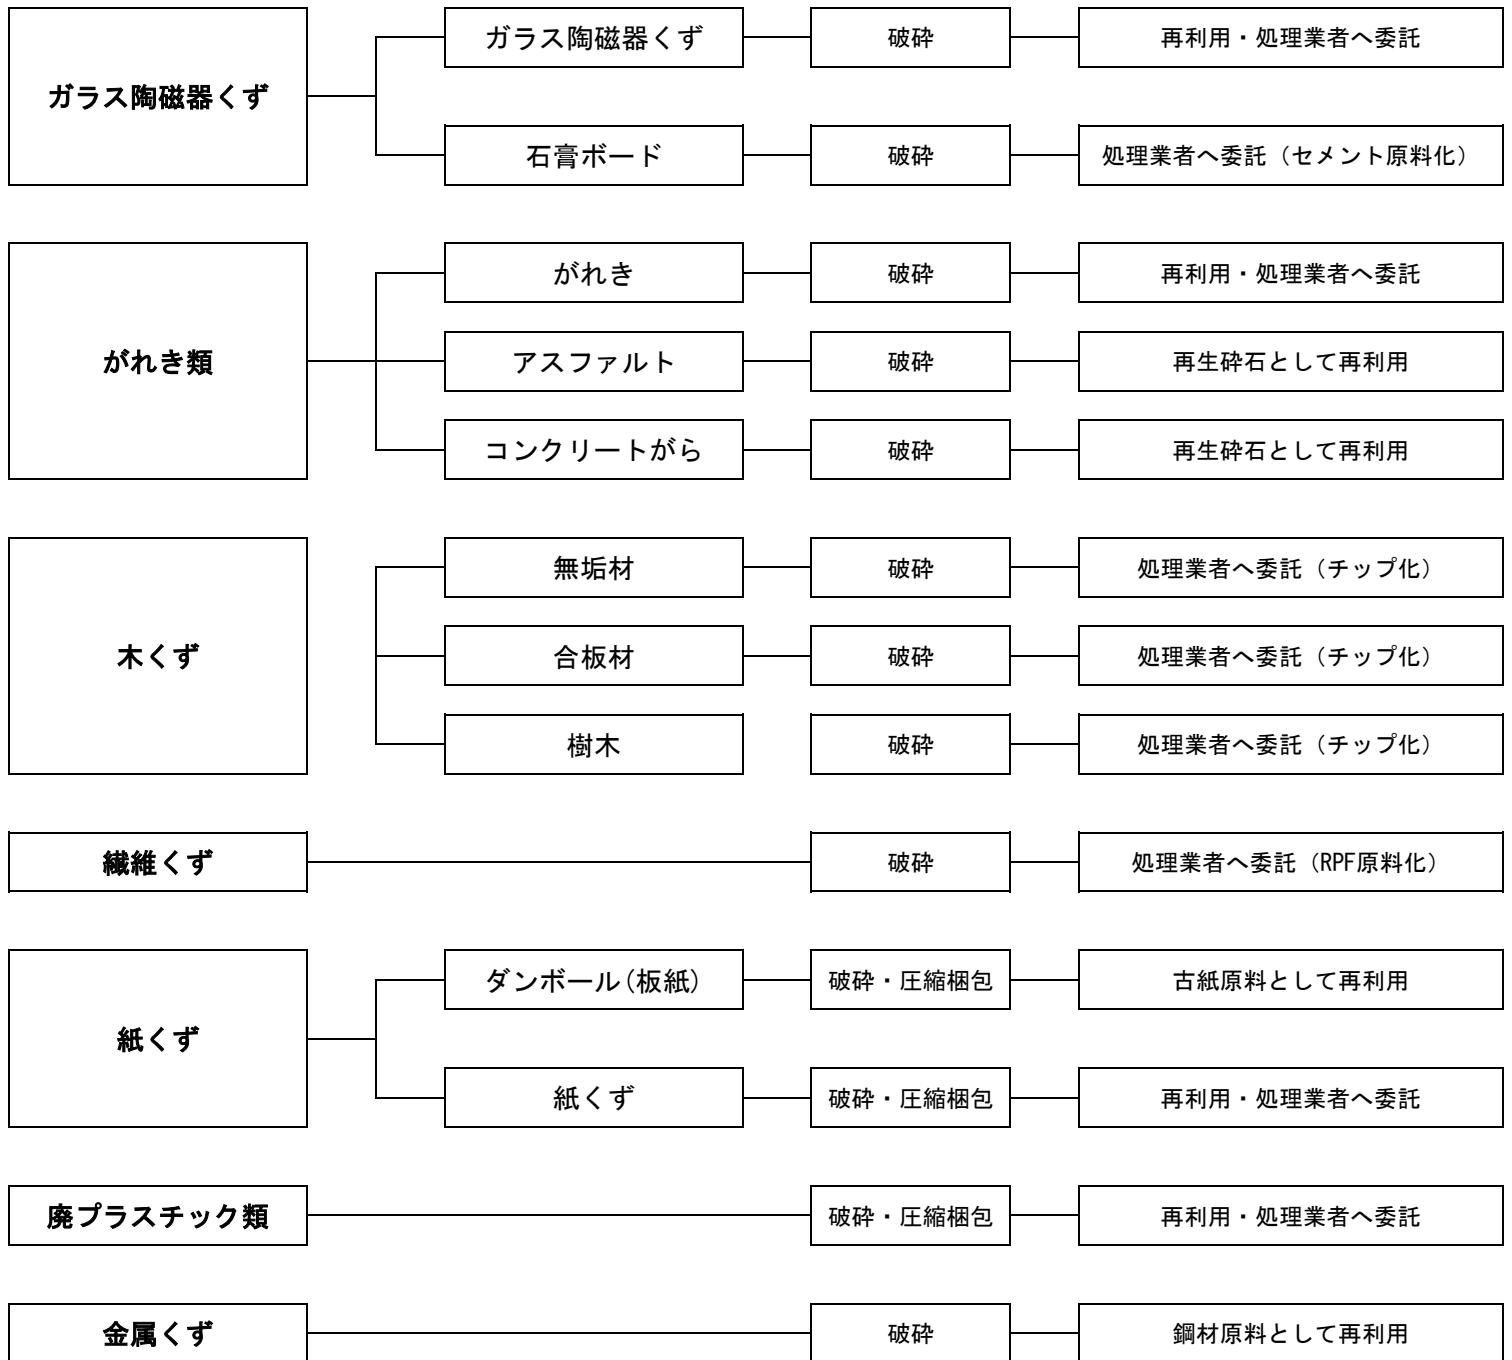 ガラス陶磁器くず
ガラス陶磁器くず
破砕
再利用・処理業者へ委託
石膏ボード
破砕
処理業者へ委託（セメント原料化）
がれき類
がれき
破砕
再利用・処理業者へ委託
アスファルト
破砕
再生砕石として再利用
コンクリートがら
破砕
再生砕石として再利用
木くず
無垢材
破砕
処理業者へ委託（チップ化）
合板材
破砕
処理業者へ委託（チップ化）
樹木
破砕
処理業者へ委託（チップ化）
繊維くず
破砕
処理業者へ委託（RPF原料化）
紙くず
ダンボール(板紙)
破砕・圧縮梱包
古紙原料として再利用
紙くず
破砕・圧縮梱包
再利用・処理業者へ委託
廃プラスチック類
破砕・圧縮梱包
再利用・処理業者へ委託
金属くず
破砕
鋼材原料として再利用